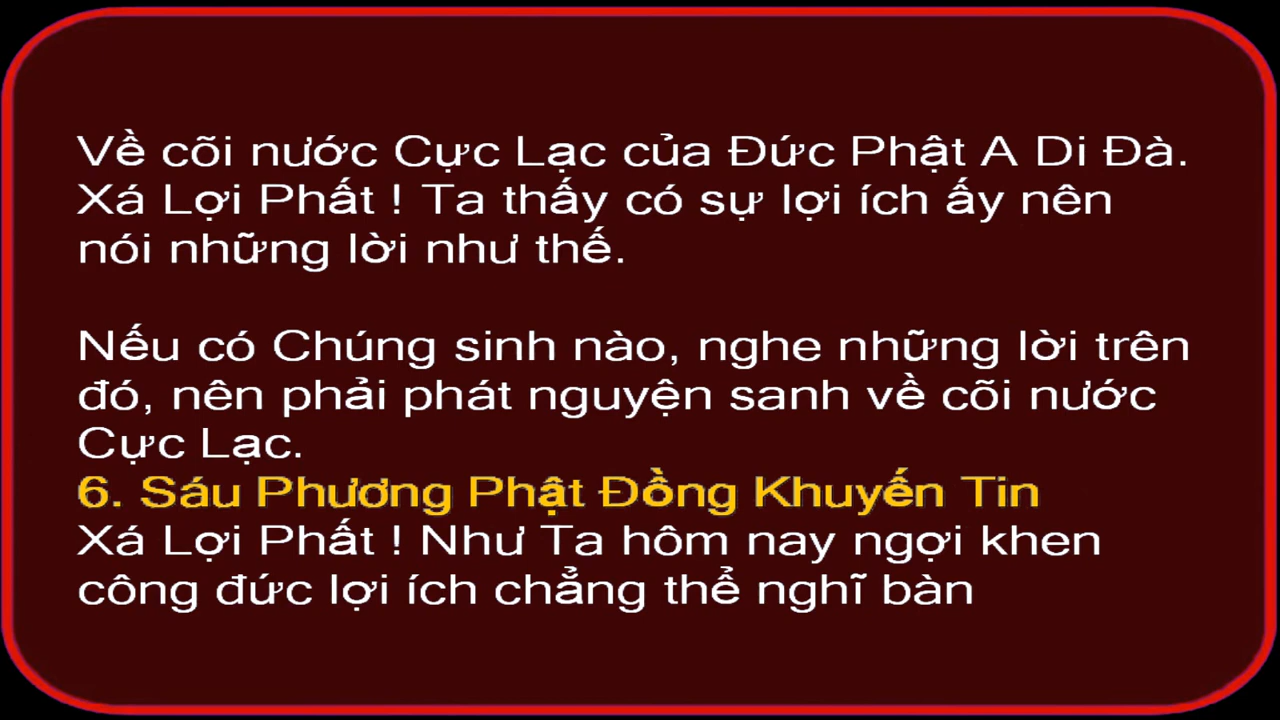 Về cõi nước Cực Lạc của Đức Phật A Di Đà.
Xá Lợi Phất ! Ta thấy có sự lợi ích ấy nên
nói những lời như thế.
Nếu có Chúng sinh nào, nghe những lời trên
đó, nên phải phát nguyện sanh về cõi nước
Cực Lạc.
6. Sáu Phương Phật Đồng Khuyến Tin
Xá Lợi Phất ! Như Ta hôm nay ngợi khen
công đức lợi ích chẳng thể nghĩ bàn